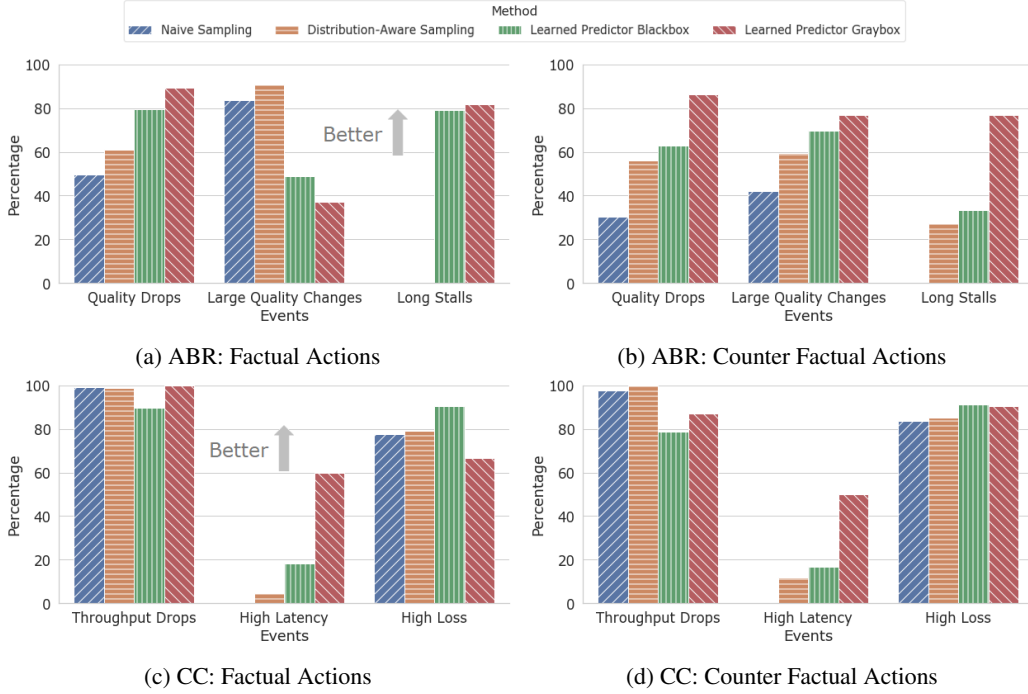 Method
Naive Sampling Distribution-Aware Sampling Learned Predictor Blackbox Learned Predictor Graybox
100
80
60
40
20
0
Percentage
Better
Quality Drops Large Quality Changes Long Stalls
Events
(a) ABR: Factual Actions
100
80
60
40
20
0
Percentage
Quality Drops Large Quality Changes Long Stalls
Events
(b) ABR: Counter Factual Actions
100
80
60
40
20
0
Percentage
Better
Throughput Drops High Latency High Loss
Events
(c) CC: Factual Actions
100
80
60
40
20
0
Percentage
Throughput Drops High Latency High Loss
Events
(d) CC: Counter Factual Actions